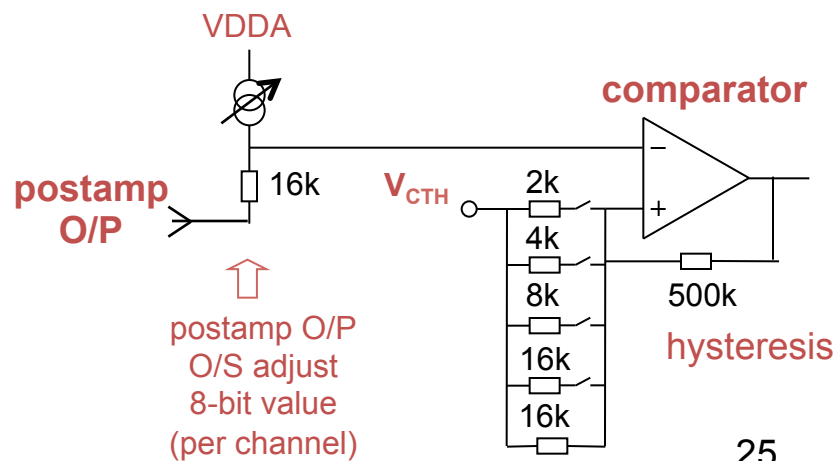 VDDA
comparator
postamp
O/P
16k
V_CTH
2k
4k
8k
16k
16k
−
+
500k
hysteresis
postamp O/P
O/S adjust
8-bit value
(per channel)
25